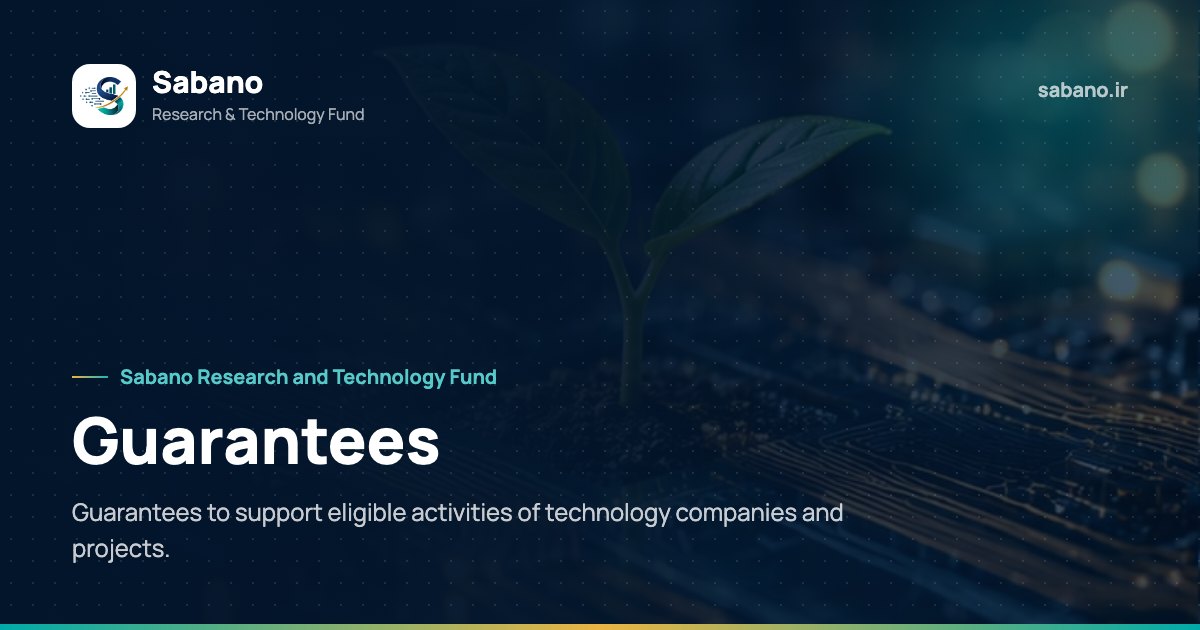 Sabano
Research & Technology Fund
sabano.ir
Sabano Research and Technology Fund
Guarantees
Guarantees to support eligible activities of technology companies and
projects.